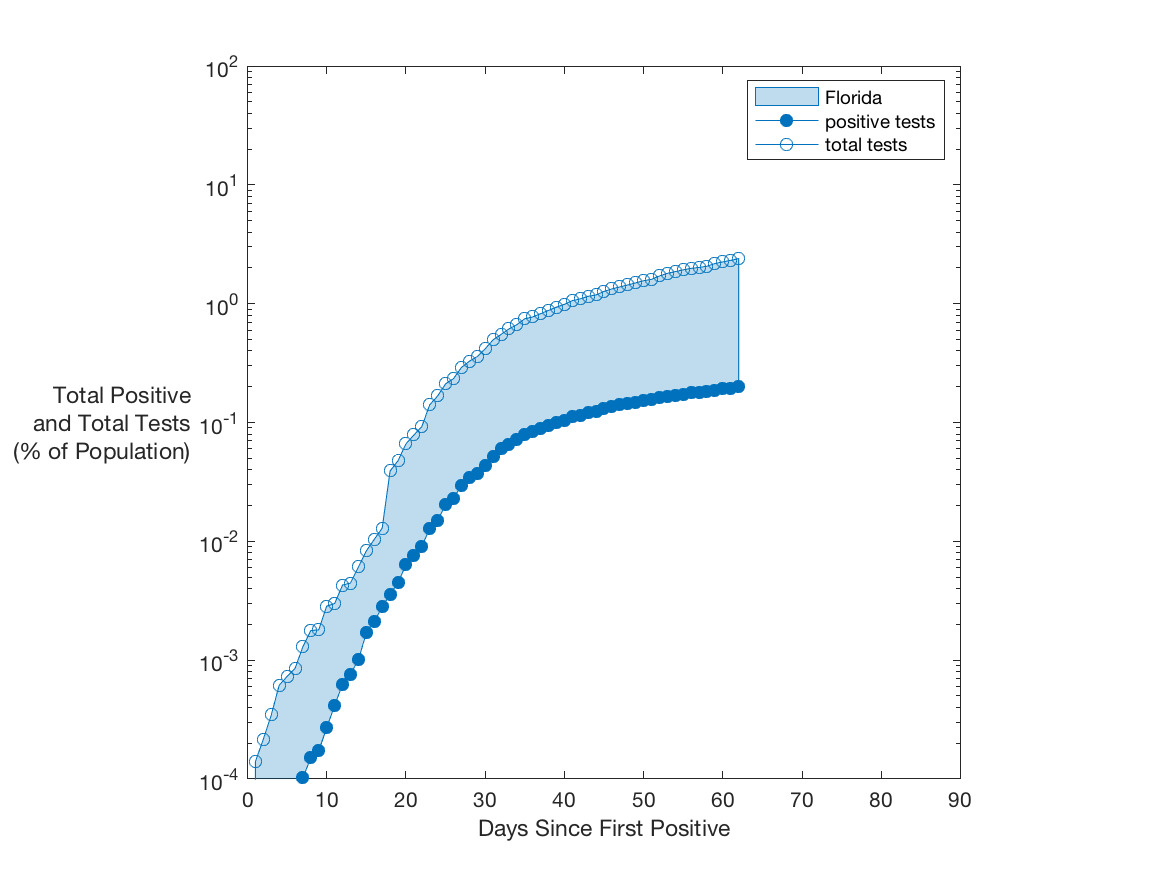 10^2
10^1
10^0
10^-1
10^-2
10^-3
10^-4
Total Positive
and Total Tests
(% of Population)
Florida
positive tests
total tests
0 10 20 30 40 50 60 70 80 90
Days Since First Positive